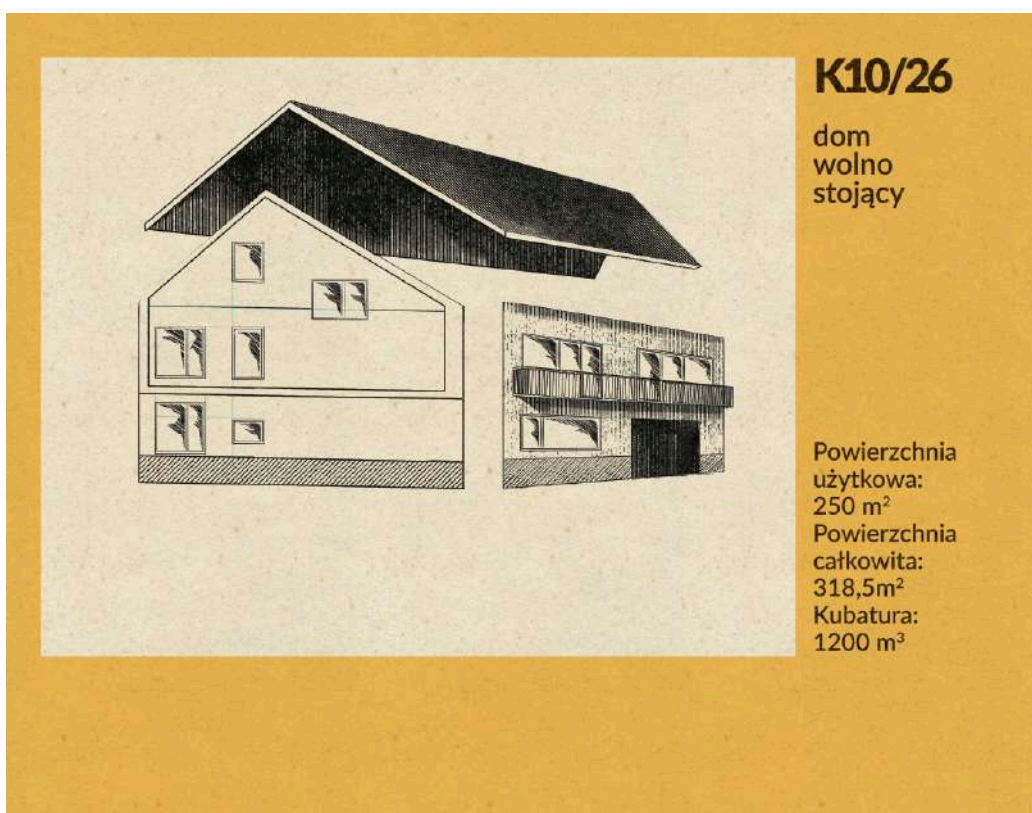 K10/26
dom
wolno
stojący
Powierzchnia
użytkowa:
250 m²
Powierzchnia
całkowita:
318,5m²
Kubatura:
1200 m³